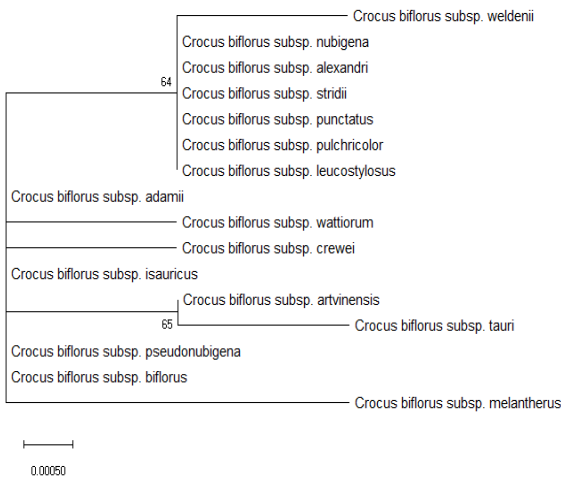 Crocus biflorus subsp. weldenii
Crocus biflorus subsp. nubigena
Crocus biflorus subsp. alexandri
64
Crocus biflorus subsp. stridii
Crocus biflorus subsp. punctatus
Crocus biflorus subsp. pulchricolor
Crocus biflorus subsp. leucostylosus
Crocus biflorus subsp. adamii
Crocus biflorus subsp. wattiorum
Crocus biflorus subsp. crewei
Crocus biflorus subsp. isauricus
Crocus biflorus subsp. artvinensis
65
Crocus biflorus subsp. tauri
Crocus biflorus subsp. pseudonubigena
Crocus biflorus subsp. biflorus
Crocus biflorus subsp. melantherus
0.00050